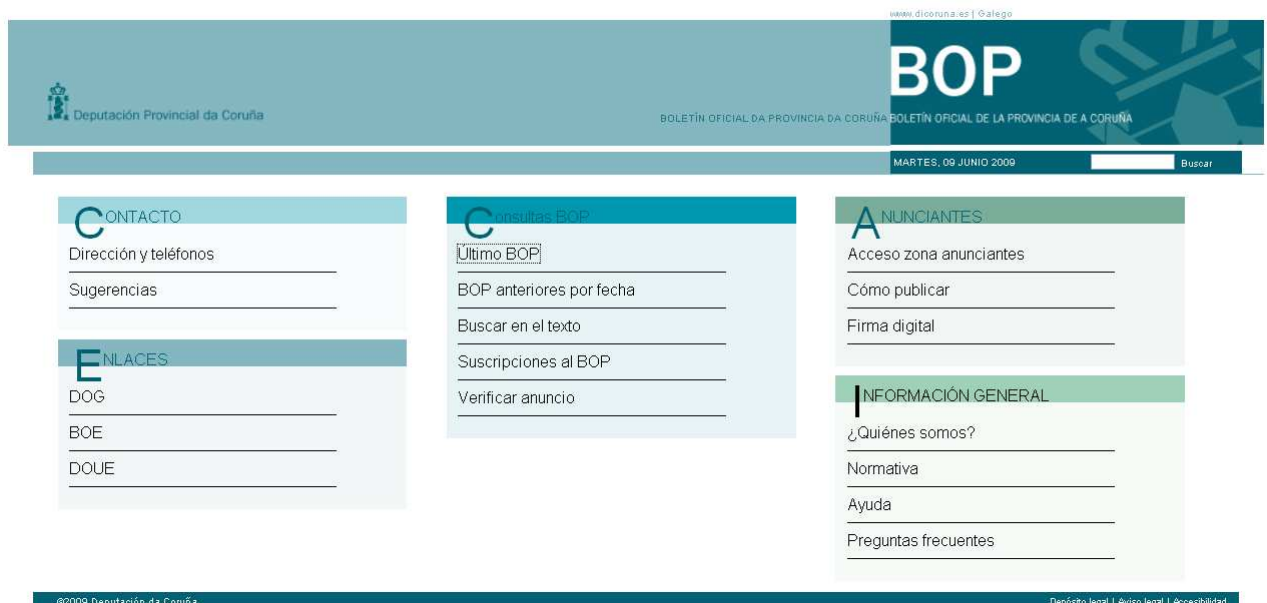 www.dicoruna.es | Galego
BOP
Deputación Provincial da Coruña
BOLETÍN OFICIAL DA PROVINCIA DA CORUÑA
BOLETÍN OFICIAL DE LA PROVINCIA DE A CORUÑA
MARTES, 09 JUNIO 2009
Buscar
CONTACTO
Dirección y teléfonos
Sugerencias
ENLACES
DOG
BOE
DOUE
Consultas BOP
Último BOP
BOP anteriores por fecha
Buscar en el texto
Suscripciones al BOP
Verificar anuncio
ANUNCIANTES
Acceso zona anunciantes
Cómo publicar
Firma digital
INFORMACIÓN GENERAL
¿Quiénes somos?
Normativa
Ayuda
Preguntas frecuentes
©2009 Deputación da Coruña
Depósito legal | Aviso legal | Accesibilidad